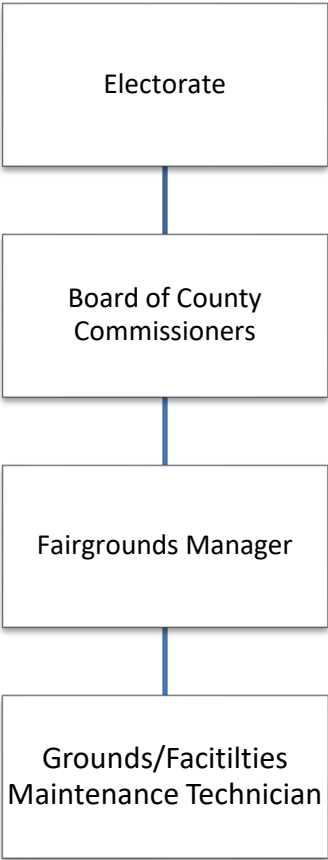 Electorate
Board of County
Commissioners
Fairgrounds Manager
Grounds/Facitilties
Maintenance Technician